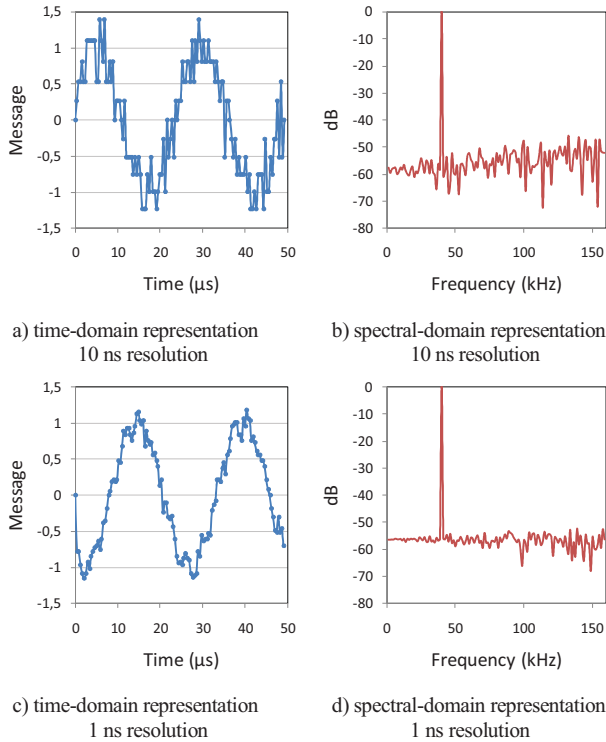 1,5
1
0,5
0
-0,5
-1
-1,5
Message
0 10 20 30 40 50
Time (µs)
0
-10
-20
-30
-40
-50
-60
-70
-80
dB
0 50 100 150
Frequency (kHz)
a) time-domain representation
10 ns resolution
b) spectral-domain representation
10 ns resolution
1,5
1
0,5
0
-0,5
-1
-1,5
Message
0 10 20 30 40 50
Time (µs)
0
-10
-20
-30
-40
-50
-60
-70
-80
dB
0 50 100 150
Frequency (kHz)
c) time-domain representation
1 ns resolution
d) spectral-domain representation
1 ns resolution